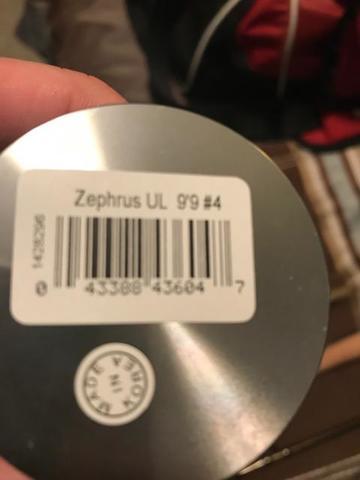 Zephrus UL 9'9 #4
1428296
0 43388 43604 7
MADE IN KOREA